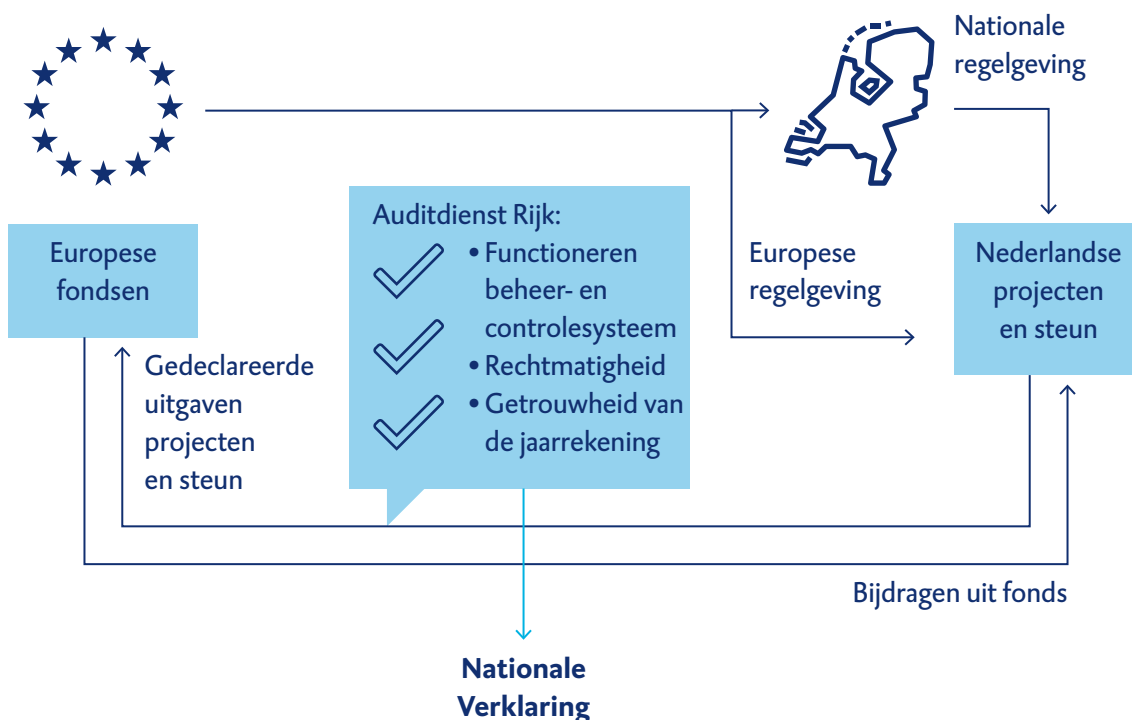 Nationale
regelgeving
Auditdienst Rijk:
• Functioneren
beheer- en
controlesysteem
• Rechtmatigheid
• Getrouwheid van
de jaarrekening
Europese
fondsen
Europese
regelgeving
Nederlandse
projecten
en steun
Gedeclareerde
uitgaven
projecten
en steun
Bijdragen uit fonds
Nationale
Verklaring